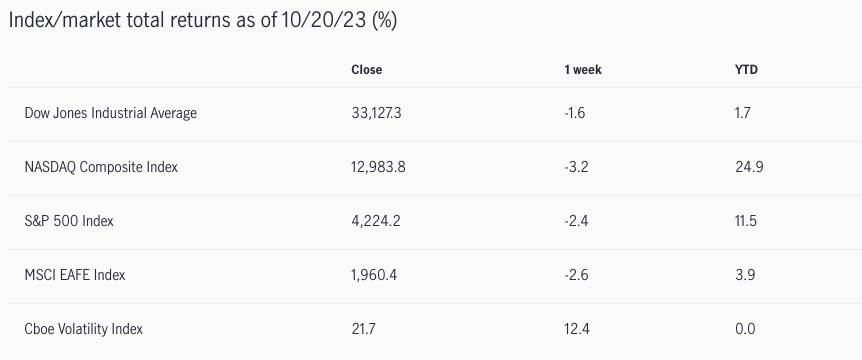 Index/market total returns as of 10/20/23 (%)
Close 1 week YTD
Dow Jones Industrial Average 33,127.3 -1.6 1.7
NASDAQ Composite Index 12,983.8 -3.2 24.9
S&P 500 Index 4,224.2 -2.4 11.5
MSCI EAFE Index 1,960.4 -2.6 3.9
Cboe Volatility Index 21.7 12.4 0.0